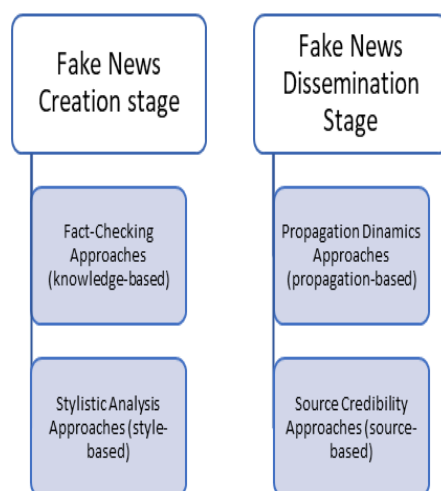 Fake News
Creation stage
Fact-Checking
Approaches
(knowledge-based)
Stylistic Analysis
Approaches (style-
based)
Fake News
Dissemination
Stage
Propagation Dinamics
Approaches
(propagation-based)
Source Credibility
Approaches (source-
based)